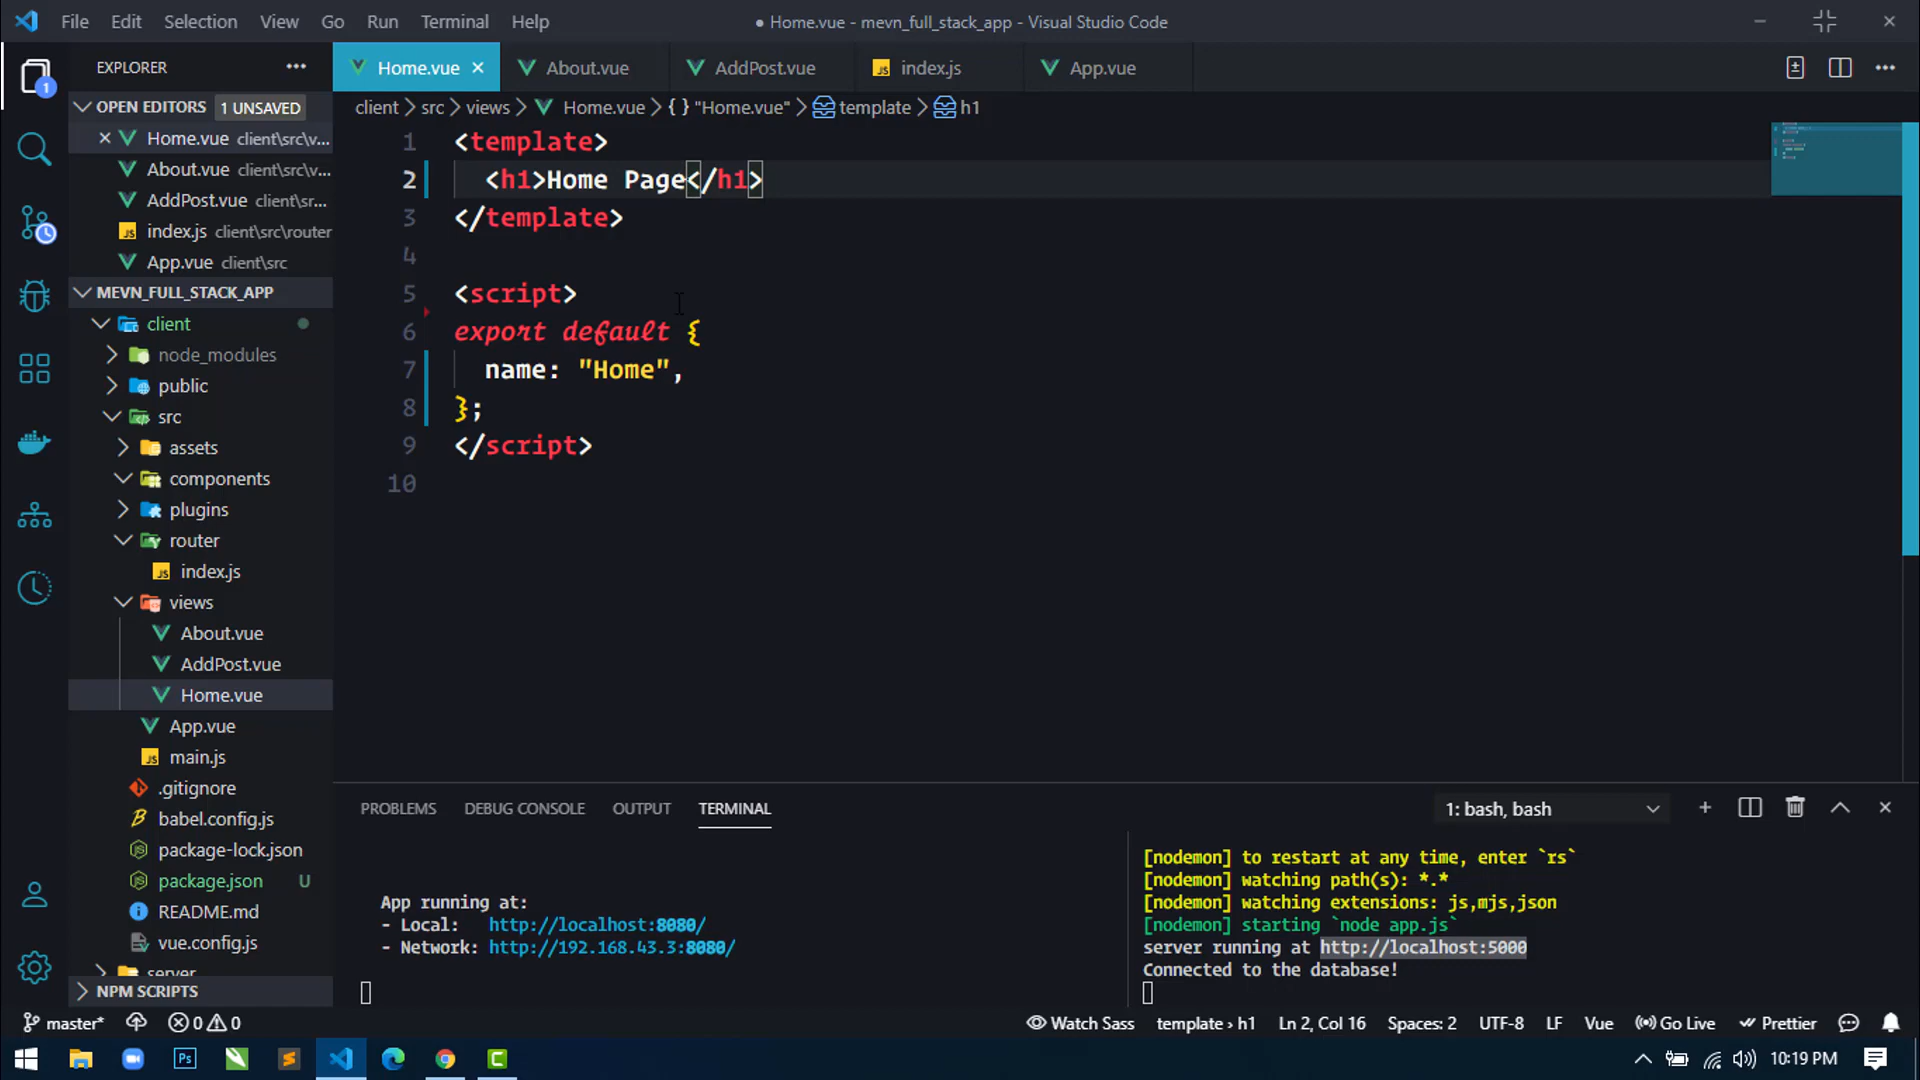 File Edit Selection View Go Run Terminal Help
● Home.vue - mevn_full_stack_app - Visual Studio Code
EXPLORER
Home.vue
About.vue
AddPost.vue
index.js
App.vue
OPEN EDITORS 1 UNSAVED
Home.vue client\src\v...
About.vue client\src\v...
AddPost.vue client\sr...
index.js client\src\router
App.vue client\src
MEVN_FULL_STACK_APP
client
node_modules
public
src
assets
components
plugins
router
index.js
views
About.vue
AddPost.vue
Home.vue
App.vue
main.js
.gitignore
babel.config.js
package-lock.json
package.json U
README.md
vue.config.js
server
NPM SCRIPTS
client > src > views > Home.vue > { } "Home.vue" > template > h1
1 <template>
2 <h1>Home Page</h1>
3 </template>
4
5 <script>
6 export default {
7 name: "Home",
8 };
9 </script>
10
PROBLEMS DEBUG CONSOLE OUTPUT TERMINAL
1: bash, bash
App running at:
- Local: http://localhost:8080/
- Network: http://192.168.43.3:8080/
[nodemon] to restart at any time, enter `rs`
[nodemon] watching path(s): *.*
[nodemon] watching extensions: js,mjs,json
[nodemon] starting `node app.js`
server running at http://localhost:5000
Connected to the database!
master* 0 0
Watch Sass template › h1 Ln 2, Col 16 Spaces: 2 UTF-8 LF Vue Go Live Prettier
Ps
10:19 PM